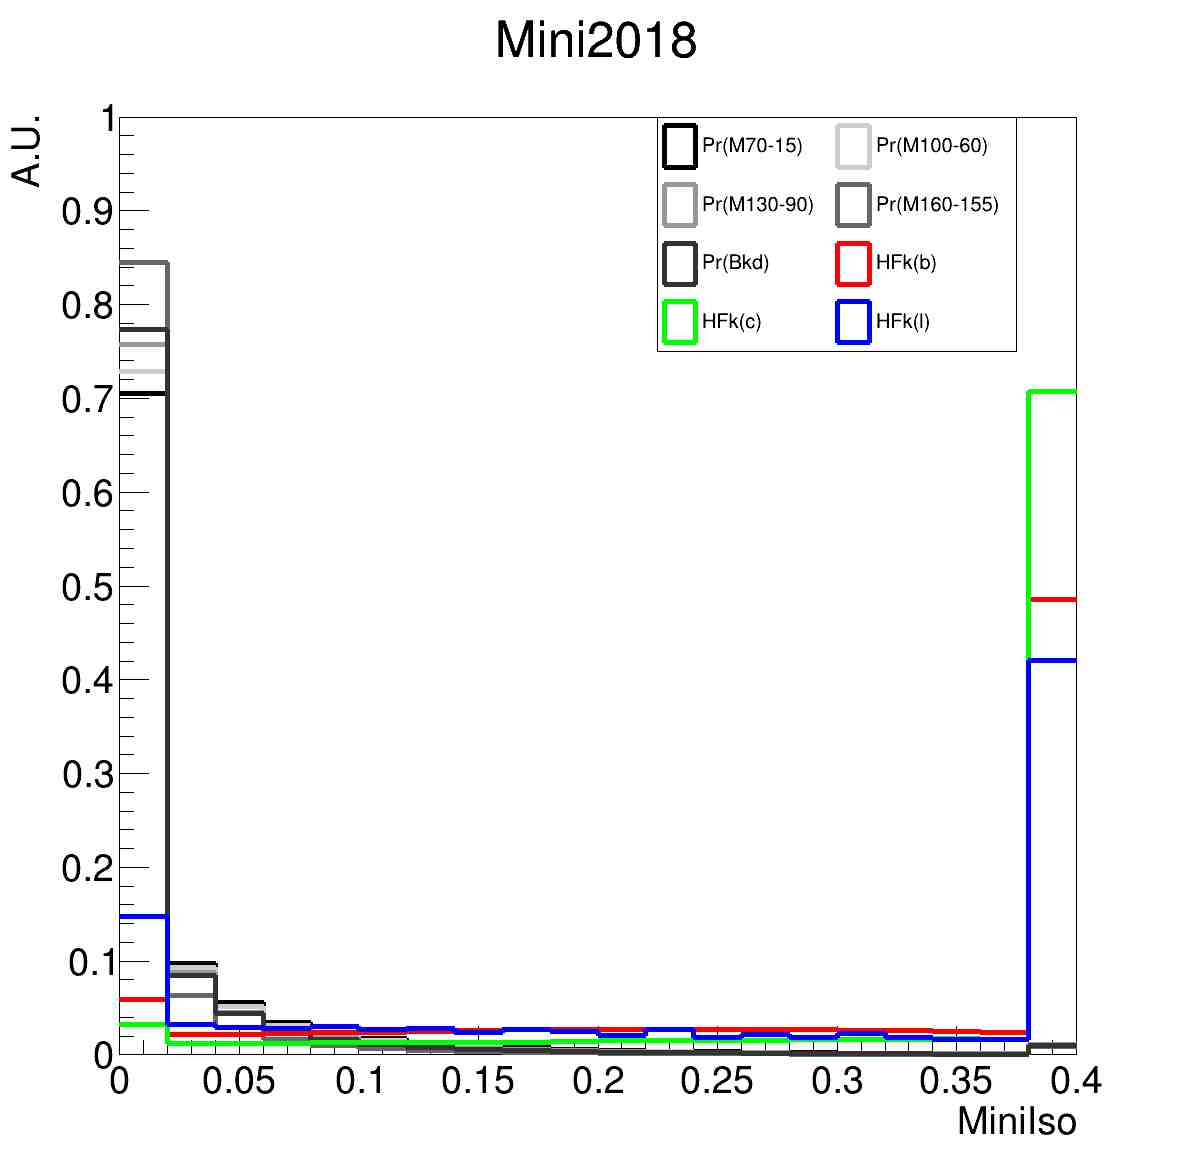 Mini2018
A.U.
1
0.9
0.8
0.7
0.6
0.5
0.4
0.3
0.2
0.1
0
Pr(M70-15) Pr(M100-60)
Pr(M130-90) Pr(M160-155)
Pr(Bkd) HFk(b)
HFk(c) HFk(l)
0 0.05 0.1 0.15 0.2 0.25 0.3 0.35 0.4
MiniIso